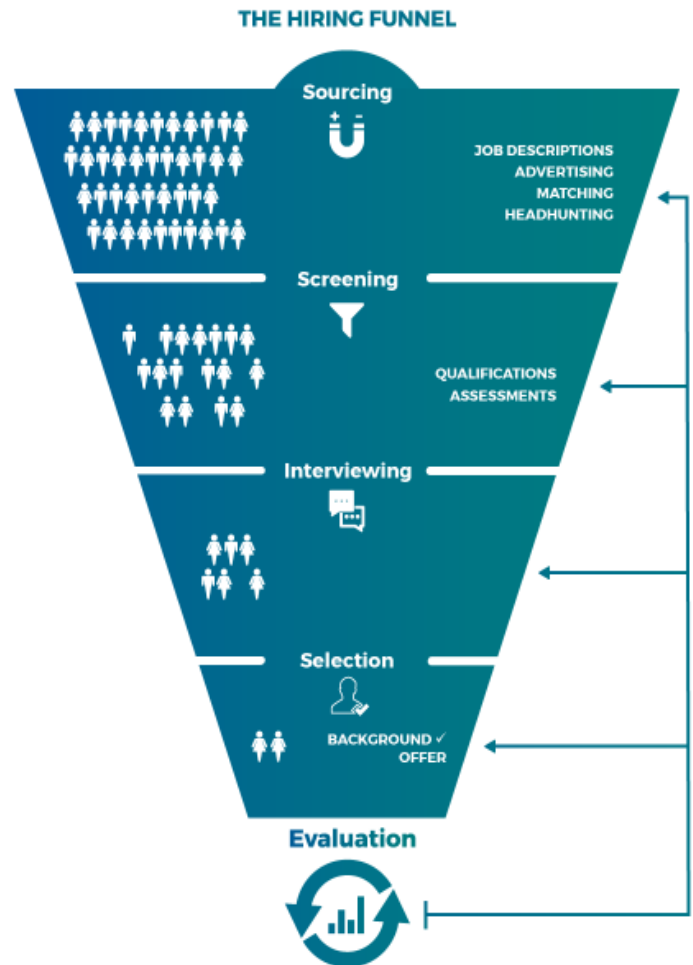 THE HIRING FUNNEL
Sourcing
JOB DESCRIPTIONS
ADVERTISING
MATCHING
HEADHUNTING
Screening
QUALIFICATIONS
ASSESSMENTS
Interviewing
Selection
BACKGROUND ✓
OFFER
Evaluation